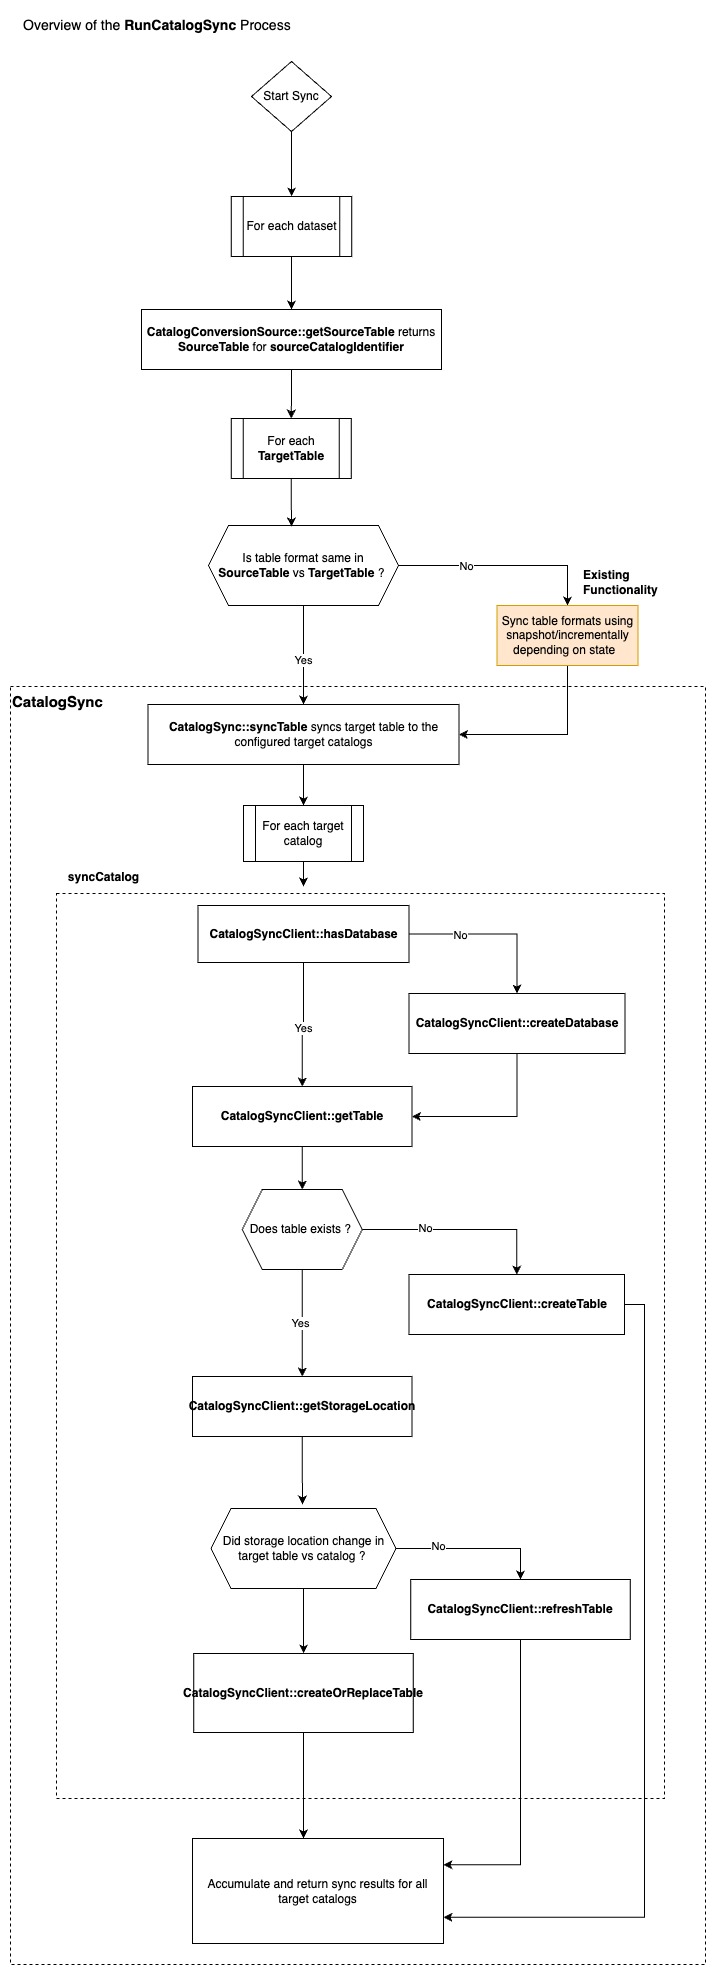 Overview of the RunCatalogSync Process
Start Sync
For each dataset
CatalogConversionSource::getSourceTable returns
SourceTable for sourceCatalogIdentifier
For each
TargetTable
Is table format same in
SourceTable vs TargetTable ?
No
Existing
Functionality
Sync table formats using
snapshot/incrementally
depending on state
Yes
CatalogSync
CatalogSync::syncTable syncs target table to the
configured target catalogs
For each target
catalog
syncCatalog
CatalogSyncClient::hasDatabase
No
CatalogSyncClient::createDatabase
Yes
CatalogSyncClient::getTable
Does table exists ?
No
CatalogSyncClient::createTable
Yes
CatalogSyncClient::getStorageLocation
Did storage location change in
target table vs catalog ?
No
CatalogSyncClient::refreshTable
CatalogSyncClient::createOrReplaceTable
Accumulate and return sync results for all
target catalogs